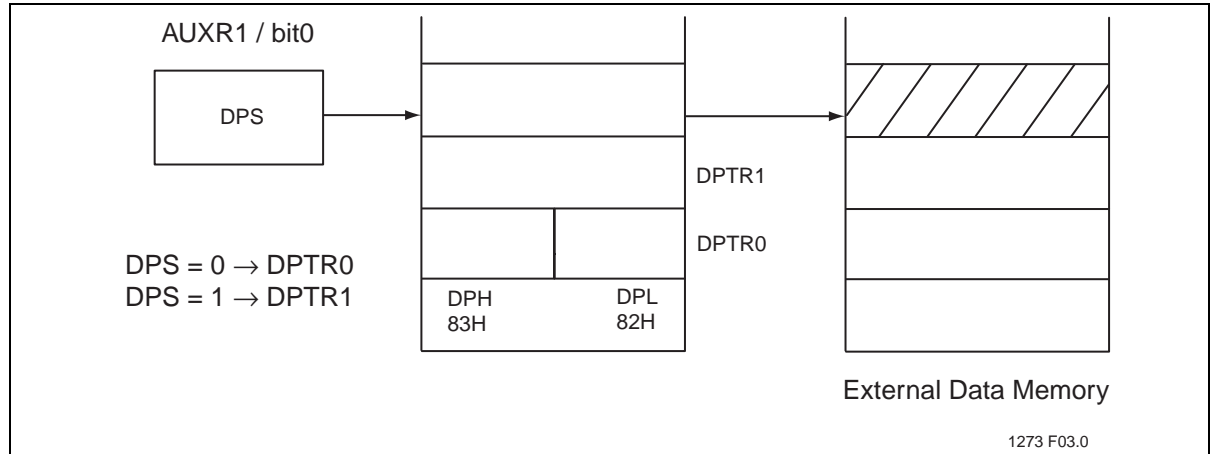 AUXR1 / bit0
DPS
DPTR1
DPTR0
DPS = 0 → DPTR0
DPS = 1 → DPTR1
DPH DPL
83H 82H
External Data Memory
1273 F03.0